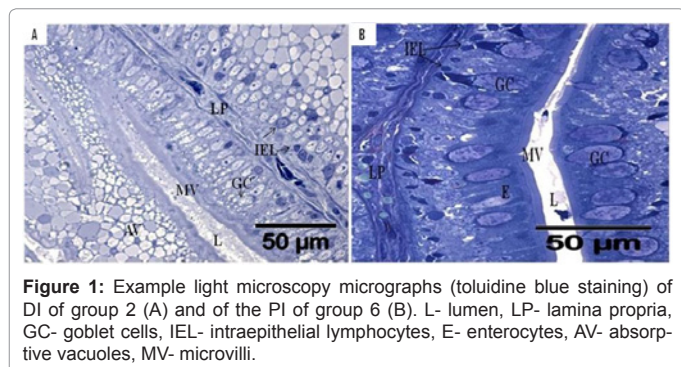 A
LP
IEL
MV
GC
AV
L
50 µm
B
IEL
GC
MV
GC
LP
E
L
50 µm
Figure 1: Example light microscopy micrographs (toluidine blue staining) of
DI of group 2 (A) and of the PI of group 6 (B). L- lumen, LP- lamina propria,
GC- goblet cells, IEL- intraepithelial lymphocytes, E- enterocytes, AV- absorp-
tive vacuoles, MV- microvilli.